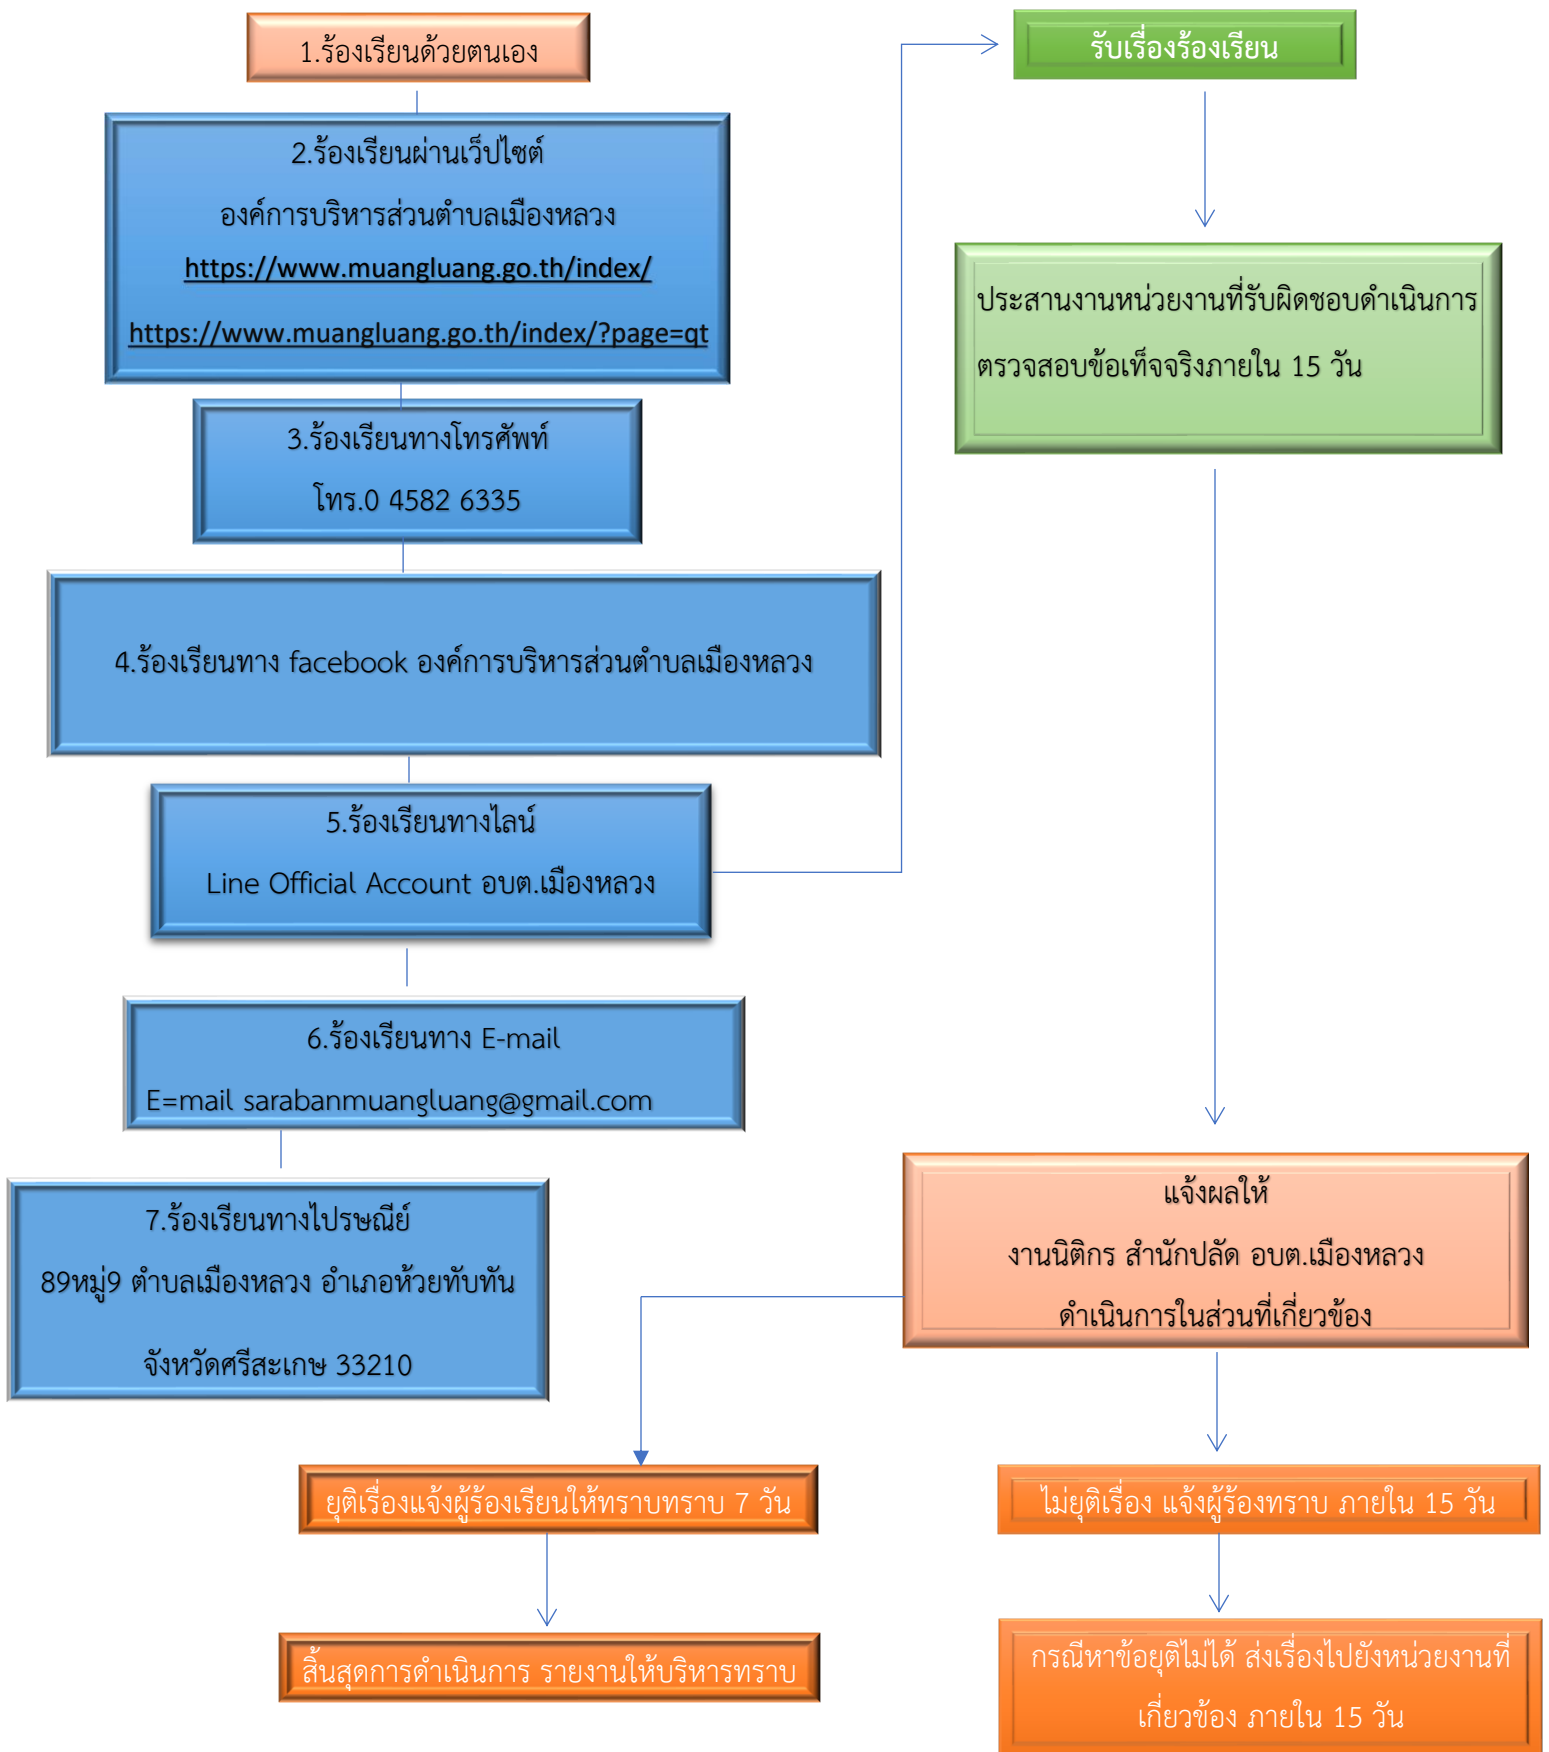 1.ร้องเรียนด้วยตนเอง
2.ร้องเรียนผ่านเว็ปไซต์
องค์การบริหารส่วนตำบลเมืองหลวง
https://www.muangluang.go.th/index/
https://www.muangluang.go.th/index/?page=qt
3.ร้องเรียนทางโทรศัพท์
โทร.0 4582 6335
4.ร้องเรียนทาง facebook องค์การบริหารส่วนตำบลเมืองหลวง
5.ร้องเรียนทางไลน์
Line Official Account อบต.เมืองหลวง
6.ร้องเรียนทาง E-mail
E=mail sarabanmuangluang@gmail.com
7.ร้องเรียนทางไปรษณีย์
89หมู่9 ตำบลเมืองหลวง อำเภอห้วยทับทัน
จังหวัดศรีสะเกษ 33210
รับเรื่องร้องเรียน
ประสานงานหน่วยงานที่รับผิดชอบดำเนินการ
ตรวจสอบข้อเท็จจริงภายใน 15 วัน
แจ้งผลให้
งานนิติกร สำนักปลัด อบต.เมืองหลวง
ดำเนินการในส่วนที่เกี่ยวข้อง
ยุติเรื่องแจ้งผู้ร้องเรียนให้ทราบทราบ 7 วัน
สิ้นสุดการดำเนินการ รายงานให้บริหารทราบ
ไม่ยุติเรื่อง แจ้งผู้ร้องทราบ ภายใน 15 วัน
กรณีหาข้อยุติไม่ได้ ส่งเรื่องไปยังหน่วยงานที่
เกี่ยวข้อง ภายใน 15 วัน